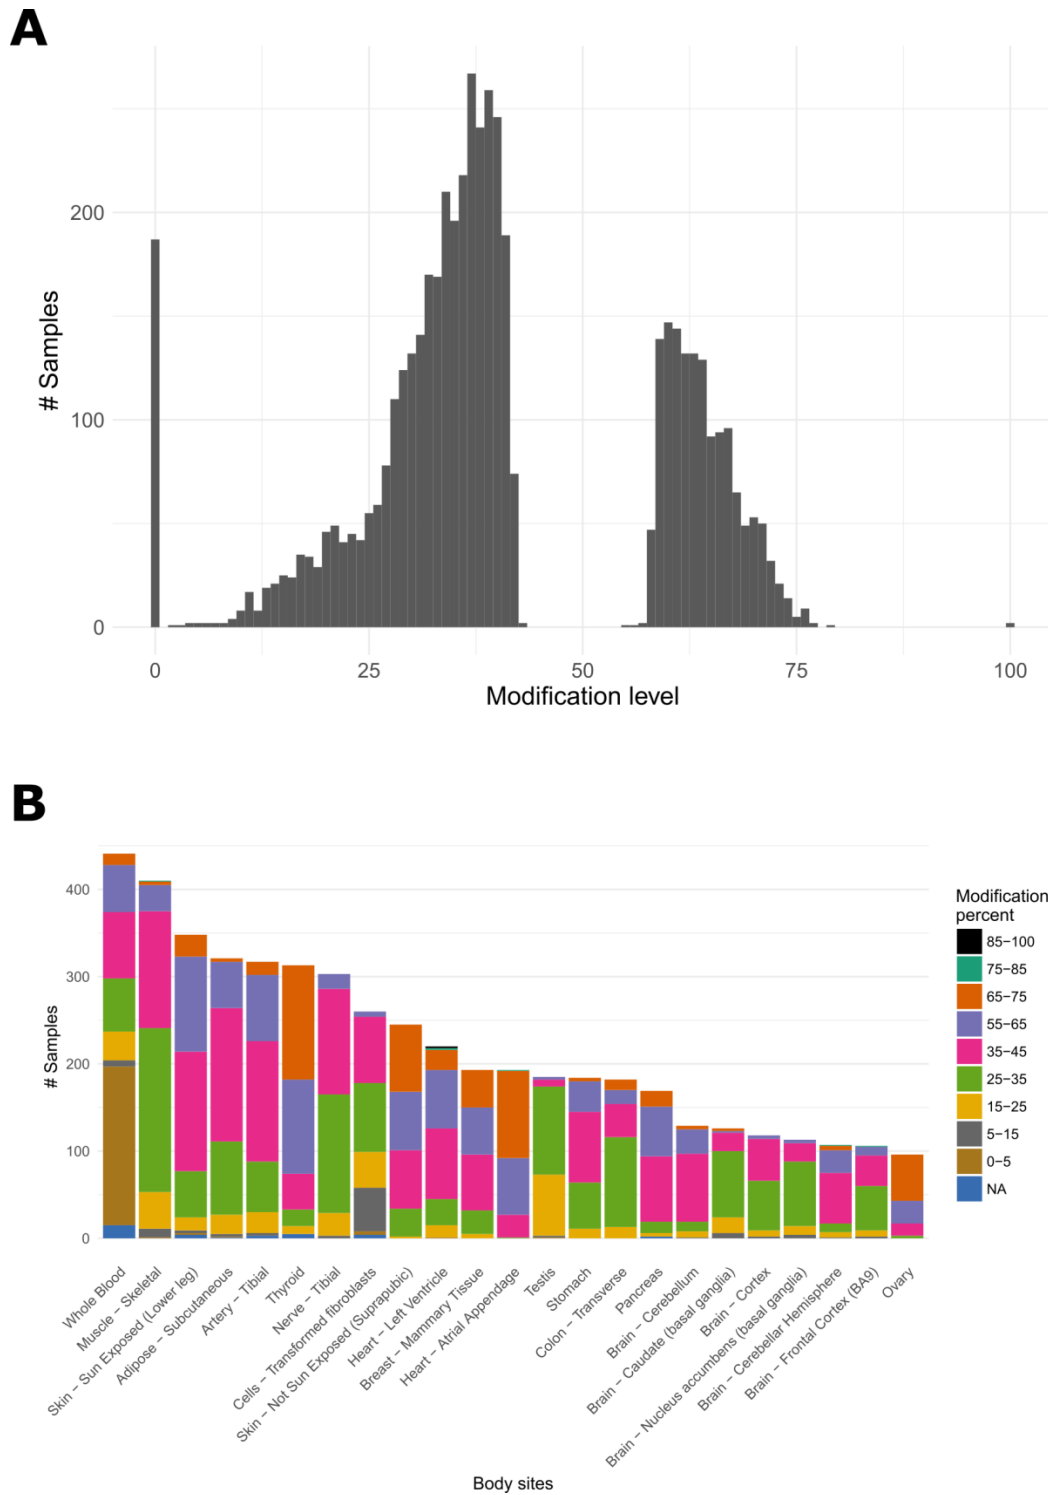 A
# Samples
200
100
0
0 25 50 75 100
Modification level
B
# Samples
400
300
200
100
0
Modification
percent
85−100
75−85
65−75
55−65
35−45
25−35
15−25
5−15
0−5
NA
Whole Blood
Muscle − Skeletal
Skin − Sun Exposed (Lower leg)
Adipose − Subcutaneous
Artery − Tibial
Thyroid
Nerve − Tibial
Cells − Transformed fibroblasts
Skin − Not Sun Exposed (Suprapubic)
Heart − Left Ventricle
Breast − Mammary Tissue
Heart − Atrial Appendage
Testis
Stomach
Colon − Transverse
Pancreas
Brain − Cerebellum
Brain − Caudate (basal ganglia)
Brain − Cortex
Brain − Nucleus accumbens (basal ganglia)
Brain − Cerebellar Hemisphere
Brain − Frontal Cortex (BA9)
Ovary
Body sites